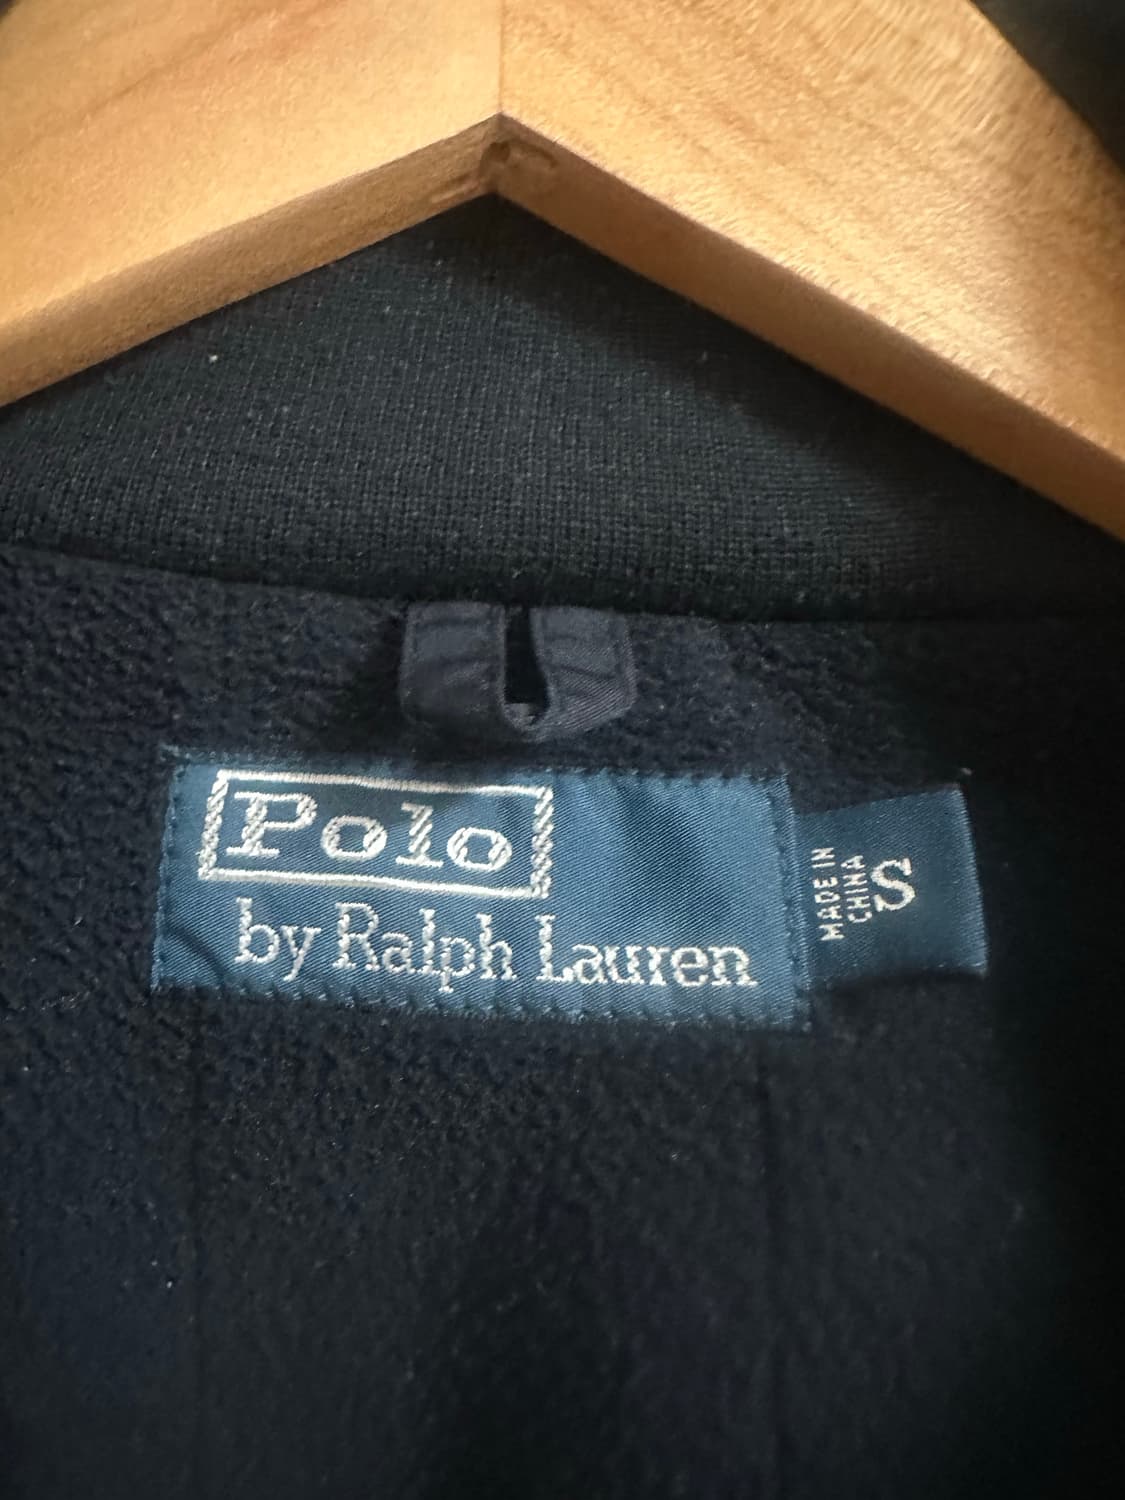 Polo
by Ralph Lauren
MADE IN
CHINA
S